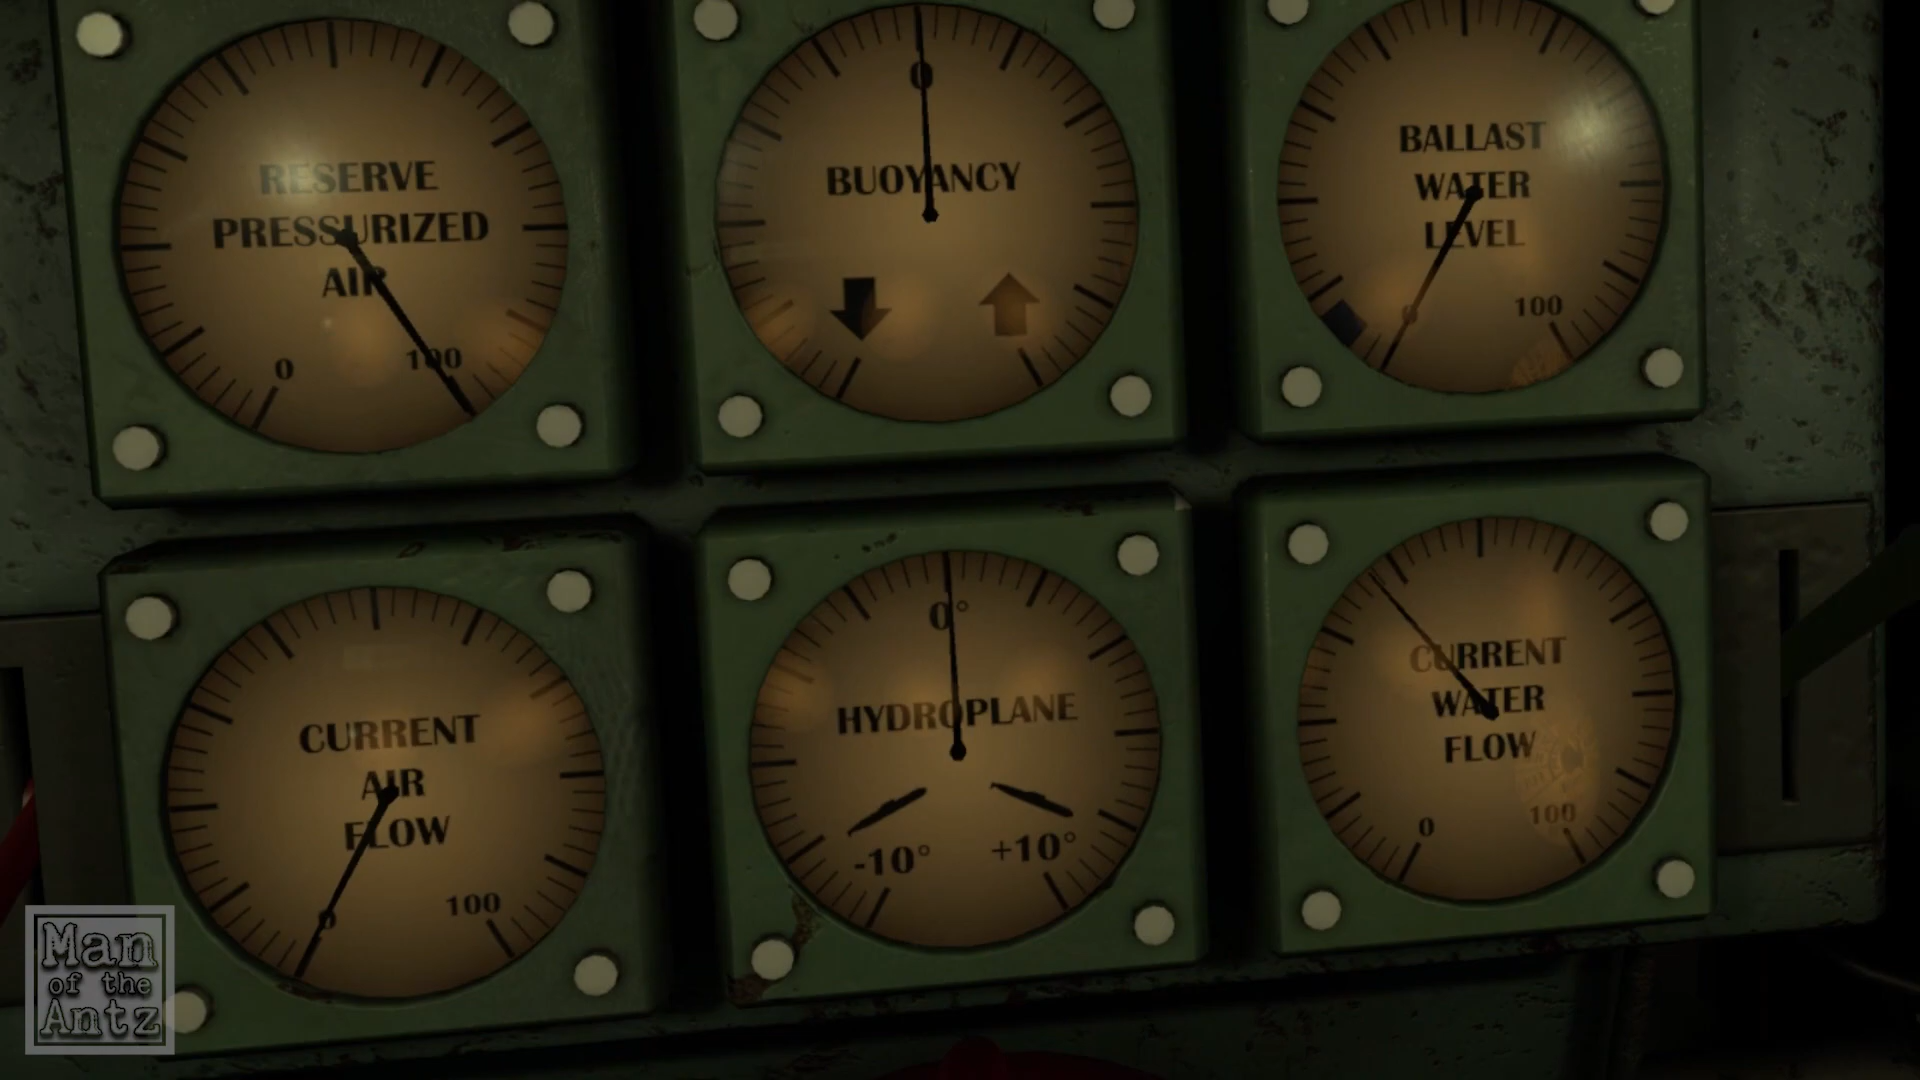 RESERVE
PRESSURIZED
AIR
0 100
0
BUOYANCY
BALLAST
WATER
LEVEL
0 100
CURRENT
AIR
FLOW
0 100
0°
HYDROPLANE
-10° +10°
CURRENT
WATER
FLOW
0 100
Man
of the
Antz